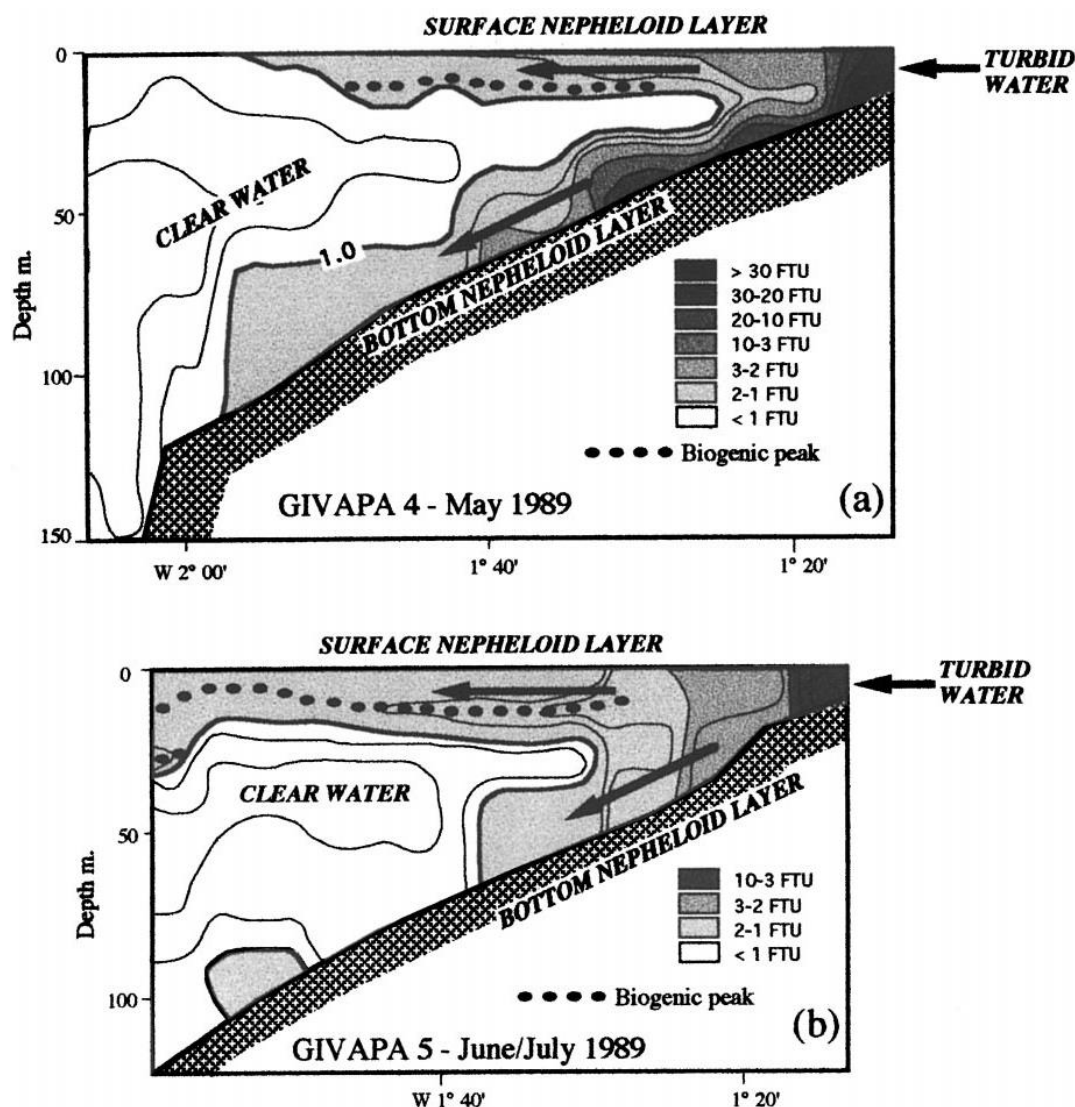 SURFACE NEPHELOID LAYER
0
TURBID
WATER
CLEAR WATER
50
1.0
BOTTOM NEPHELOID LAYER
Depth m.
> 30 FTU
30-20 FTU
20-10 FTU
10-3 FTU
3-2 FTU
2-1 FTU
< 1 FTU
100
Biogenic peak
GIVAPA 4 - May 1989
(a)
150
W 2° 00'
1° 40'
1° 20'
SURFACE NEPHELOID LAYER
0
TURBID
WATER
CLEAR WATER
50
BOTTOM NEPHELOID LAYER
Depth m.
10-3 FTU
3-2 FTU
2-1 FTU
< 1 FTU
100
Biogenic peak
(b)
GIVAPA 5 - June/July 1989
W 1° 40'
1° 20'